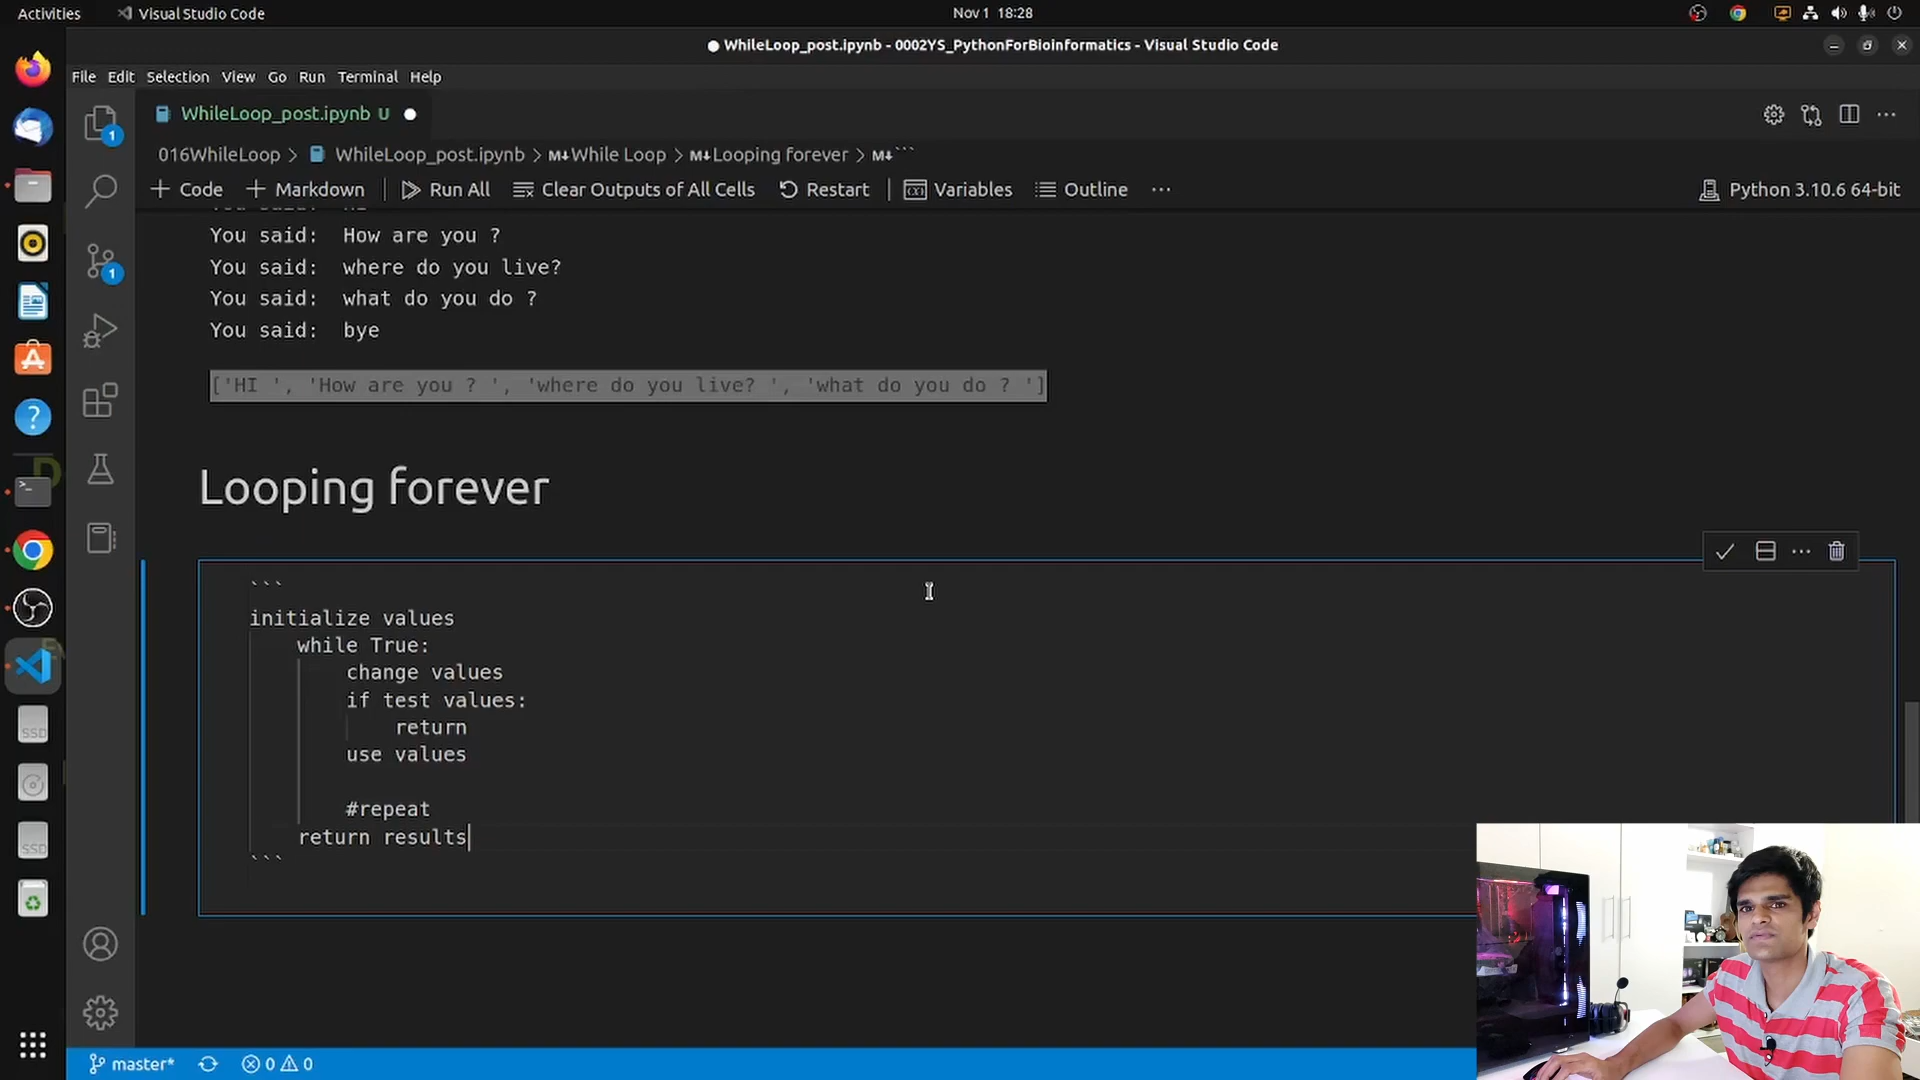 Activities
Visual Studio Code
Nov 1 18:28
WhileLoop_post.ipynb - 0002YS_PythonForBioinformatics - Visual Studio Code
File Edit Selection View Go Run Terminal Help
1
WhileLoop_post.ipynb U
016WhileLoop > WhileLoop_post.ipynb > M↓While Loop > M↓Looping forever > M↓```
+ Code + Markdown Run All Clear Outputs of All Cells Restart Variables Outline ...
Python 3.10.6 64-bit
You said: How are you ?
You said: where do you live?
You said: what do you do ?
You said: bye
['HI ', 'How are you ? ', 'where do you live? ', 'what do you do ? ']
1
Looping forever
```
initialize values
while True:
change values
if test values:
return
use values
#repeat
return results
```
SSD
SSD
master*
0 0